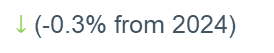 ↓ (-0.3% from 2024)